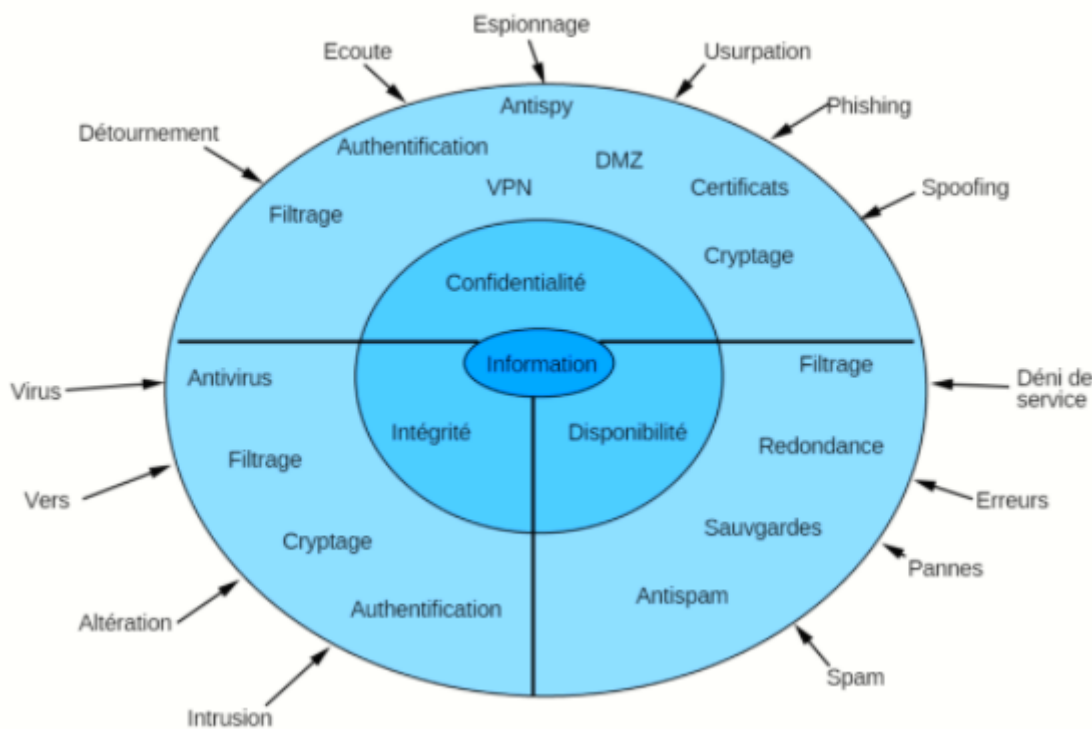 Espionnage
Ecoute
Usurpation
Antispy
Phishing
Détournement
Authentification
DMZ
VPN
Certificats
Spoofing
Filtrage
Cryptage
Confidentialité
Information
Filtrage
Antivirus
Virus
Déni de
service
Intégrité
Disponibilité
Redondance
Filtrage
Vers
Erreurs
Sauvgardes
Cryptage
Pannes
Antispam
Authentification
Altération
Spam
Intrusion